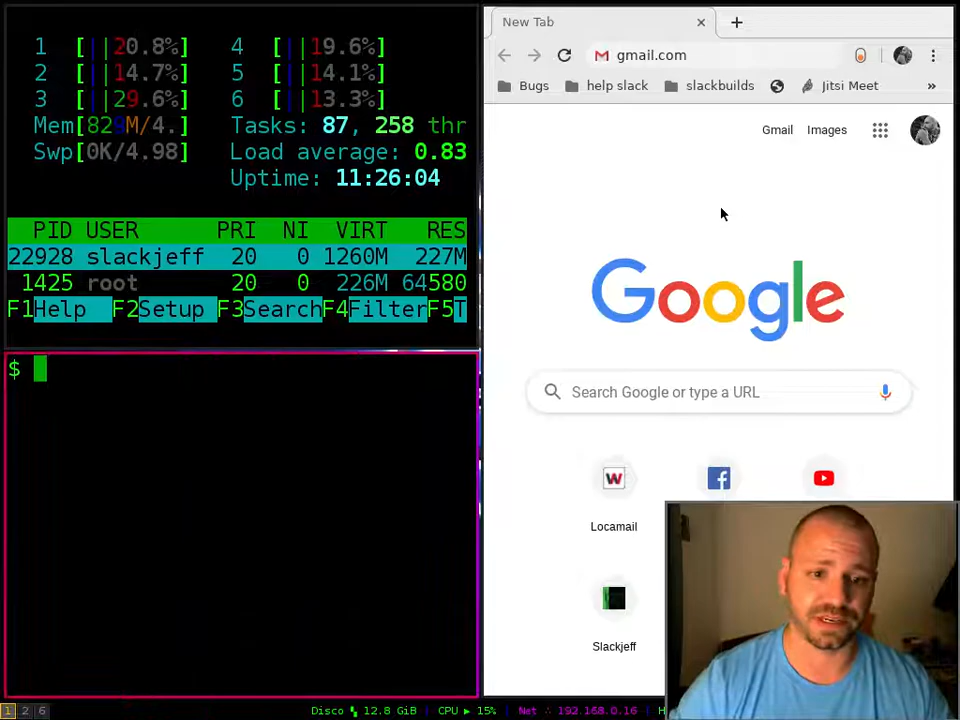 1 [||20.8%] 4 [||19.6%]
2 [||14.7%] 5 [||14.1%]
3 [||29.6%] 6 [||13.3%]
Mem[829M/4.] Tasks: 87, 258 thr
Swp[0K/4.98] Load average: 0.83
Uptime: 11:26:04
PID USER PRI NI VIRT RES
22928 slackjeff 20 0 1260M 227M
1425 root 20 0 226M 64580
F1Help F2Setup F3SearchF4FilterF5T
$
New Tab
gmail.com
Bugs help slack slackbuilds Jitsi Meet »
Gmail Images
Google
Search Google or type a URL
W
Locamail
Slackjeff
1 2 6 Disco 12.8 GiB | CPU ▶ 15% | Net ∴ 192.168.0.16 | H